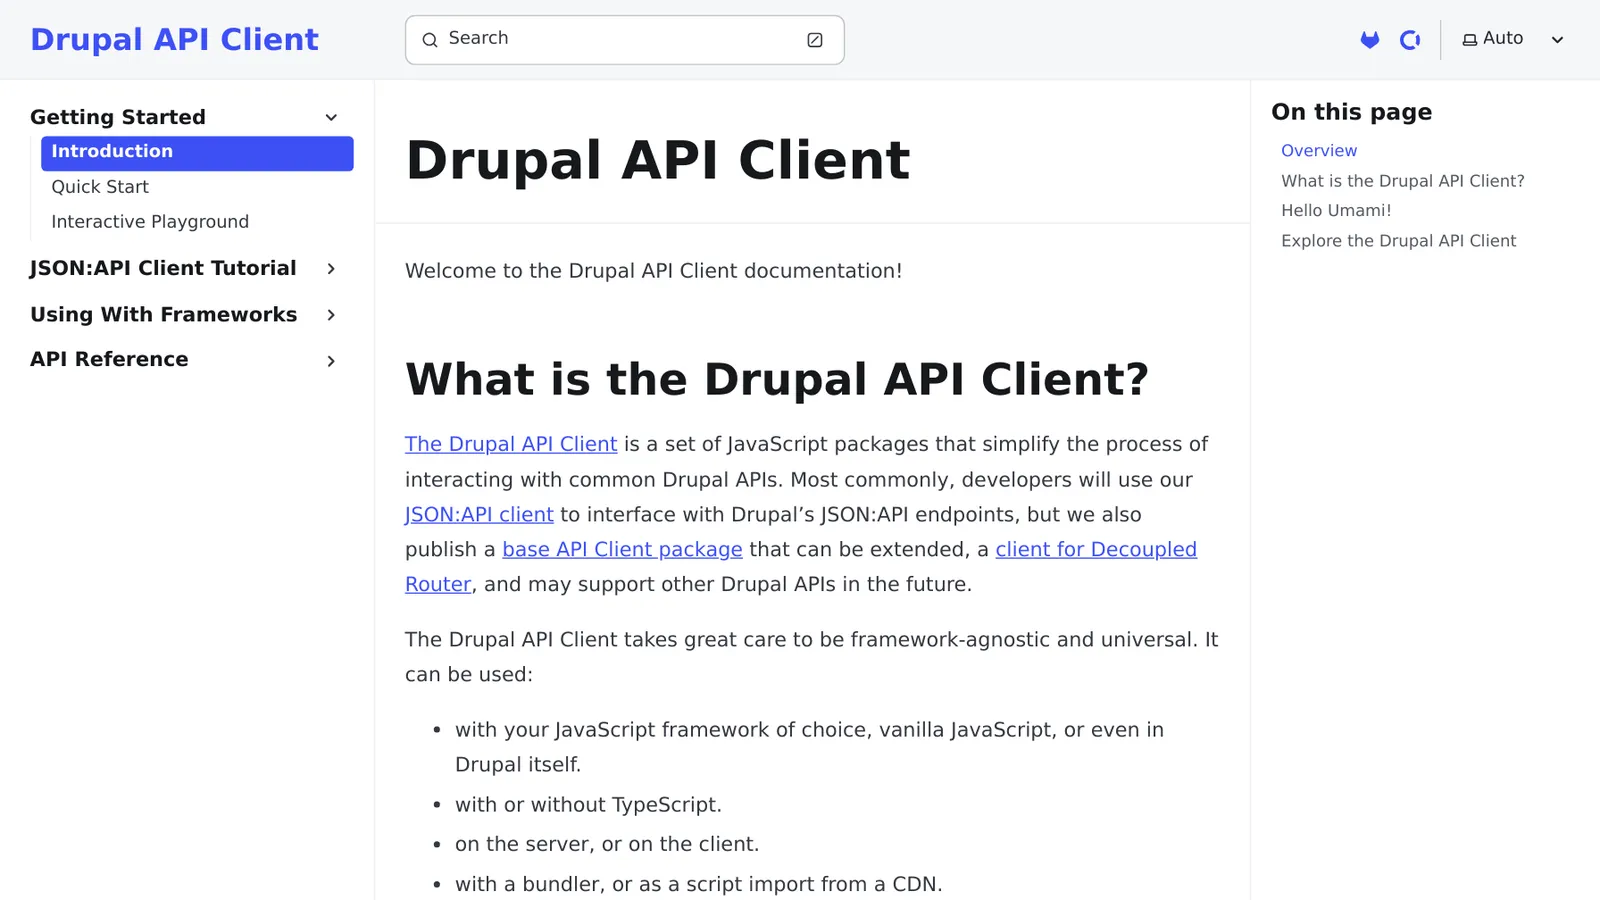 Drupal API Client
Search
Auto
Getting Started
Introduction
Quick Start
Interactive Playground
JSON:API Client Tutorial
Using With Frameworks
API Reference
Drupal API Client
Welcome to the Drupal API Client documentation!
What is the Drupal API Client?
The Drupal API Client is a set of JavaScript packages that simplify the process of
interacting with common Drupal APIs. Most commonly, developers will use our
JSON:API client to interface with Drupal’s JSON:API endpoints, but we also
publish a base API Client package that can be extended, a client for Decoupled
Router, and may support other Drupal APIs in the future.
The Drupal API Client takes great care to be framework-agnostic and universal. It
can be used:
• with your JavaScript framework of choice, vanilla JavaScript, or even in
Drupal itself.
• with or without TypeScript.
• on the server, or on the client.
• with a bundler, or as a script import from a CDN.
On this page
Overview
What is the Drupal API Client?
Hello Umami!
Explore the Drupal API Client